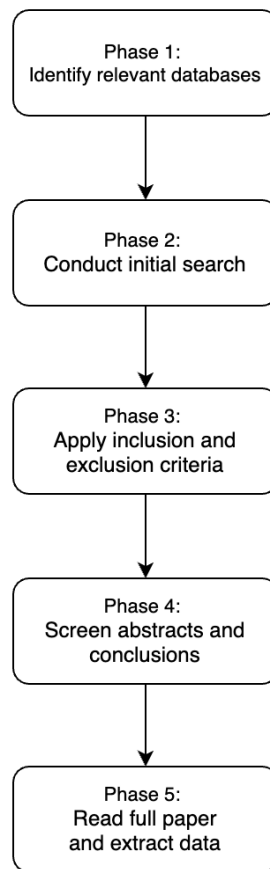 Phase 1:
Identify relevant databases
Phase 2:
Conduct initial search
Phase 3:
Apply inclusion and
exclusion criteria
Phase 4:
Screen abstracts and
conclusions
Phase 5:
Read full paper
and extract data